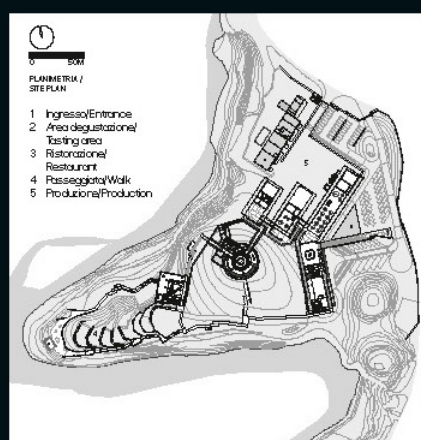 0 50M
PLANIMETRIA /
SITE PLAN
1 Ingresso/Entrance
2 Area degustazione/
Tasting area
3 Ristorazione/
Restaurant
4 Passeggiata/Walk
5 Produzione/Production
5
4